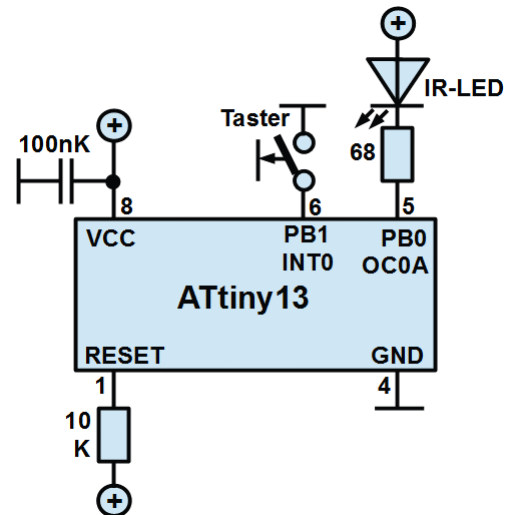 +
IR-LED
+
Taster
100nK
68
8
6
5
VCC
PB1
PB0
INT0
OC0A
ATtiny13
RESET
GND
1
4
10
K
+